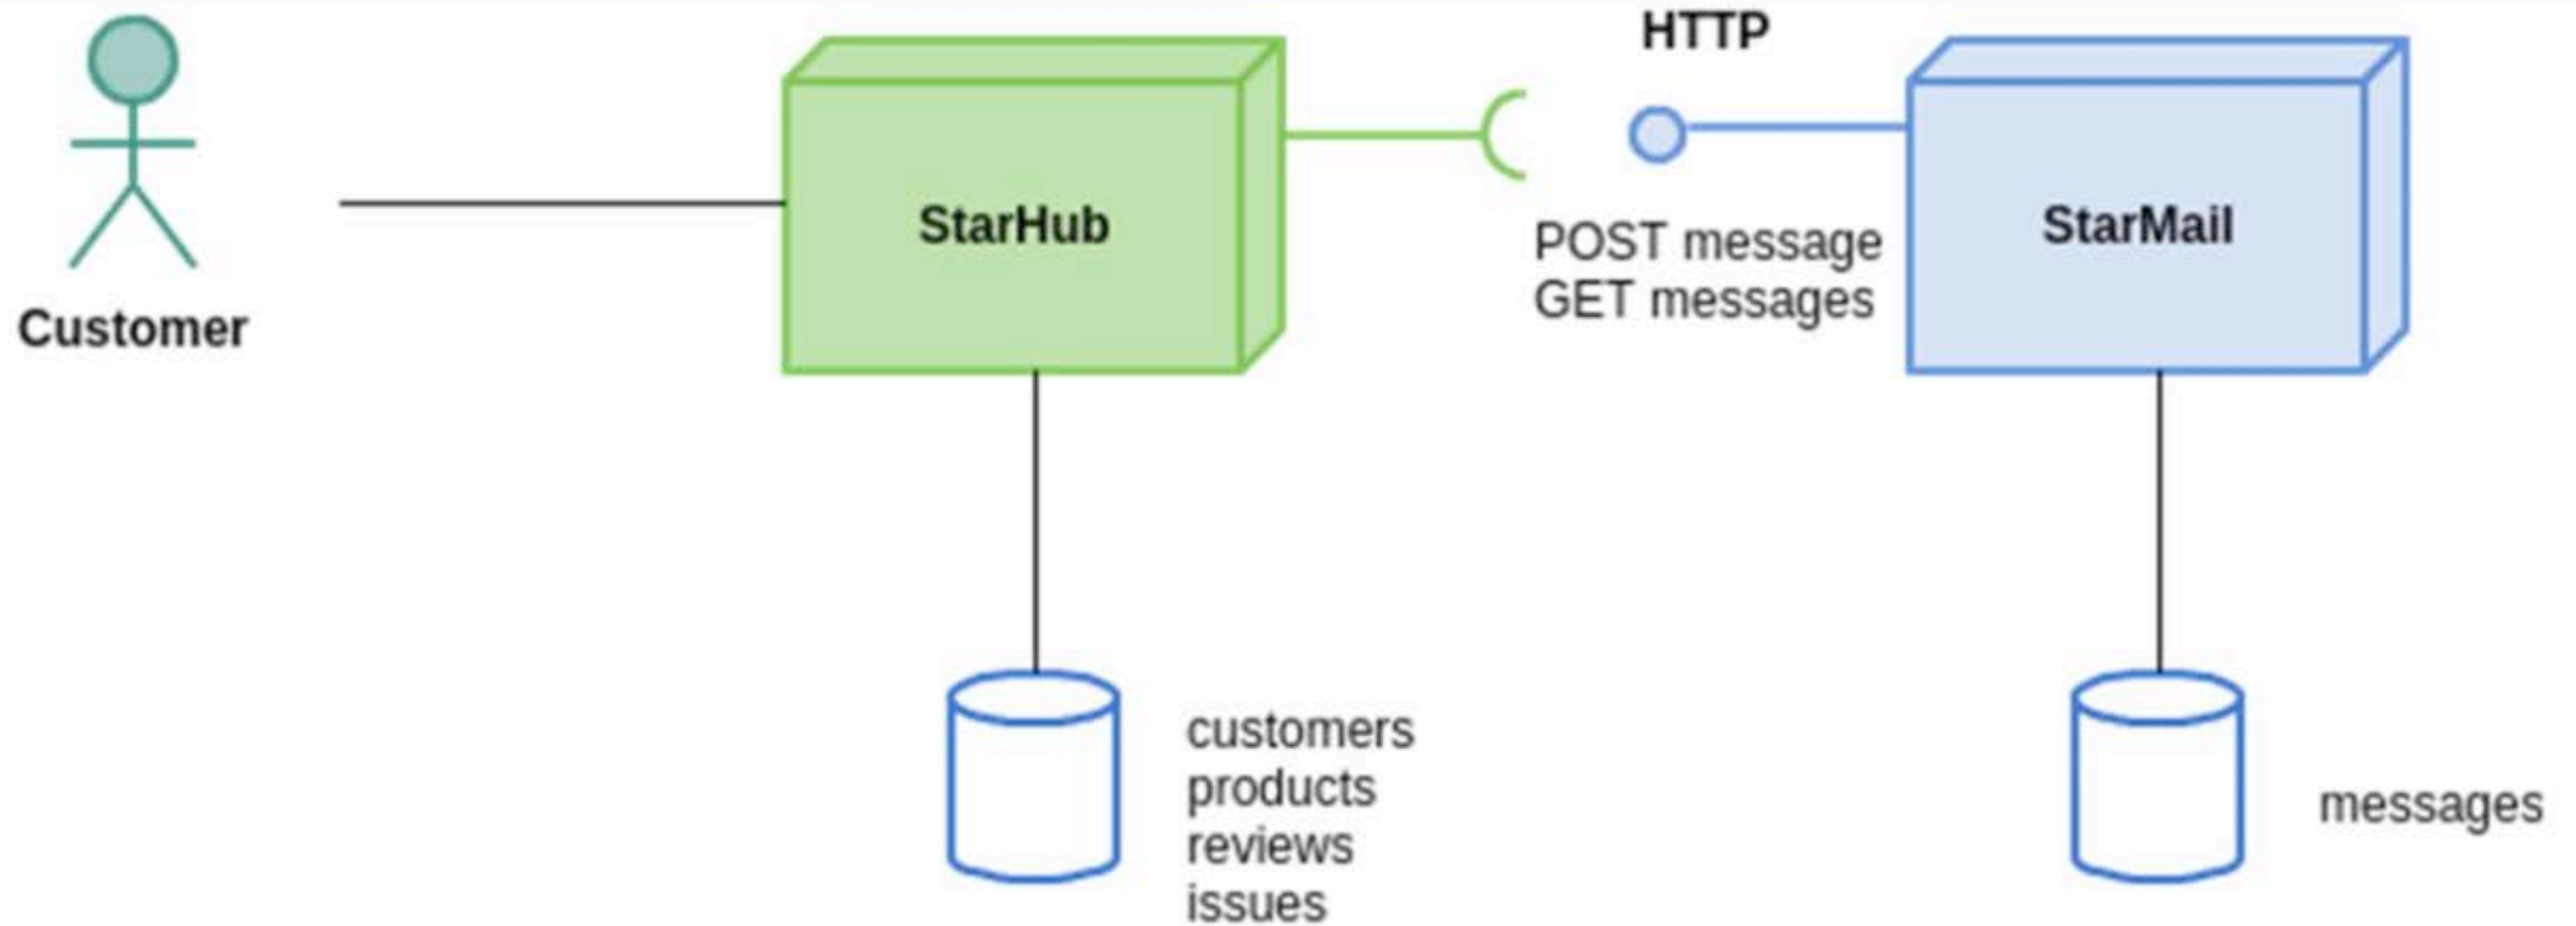 Customer
StarHub
HTTP
POST message
GET messages
StarMail
customers
products
reviews
issues
messages